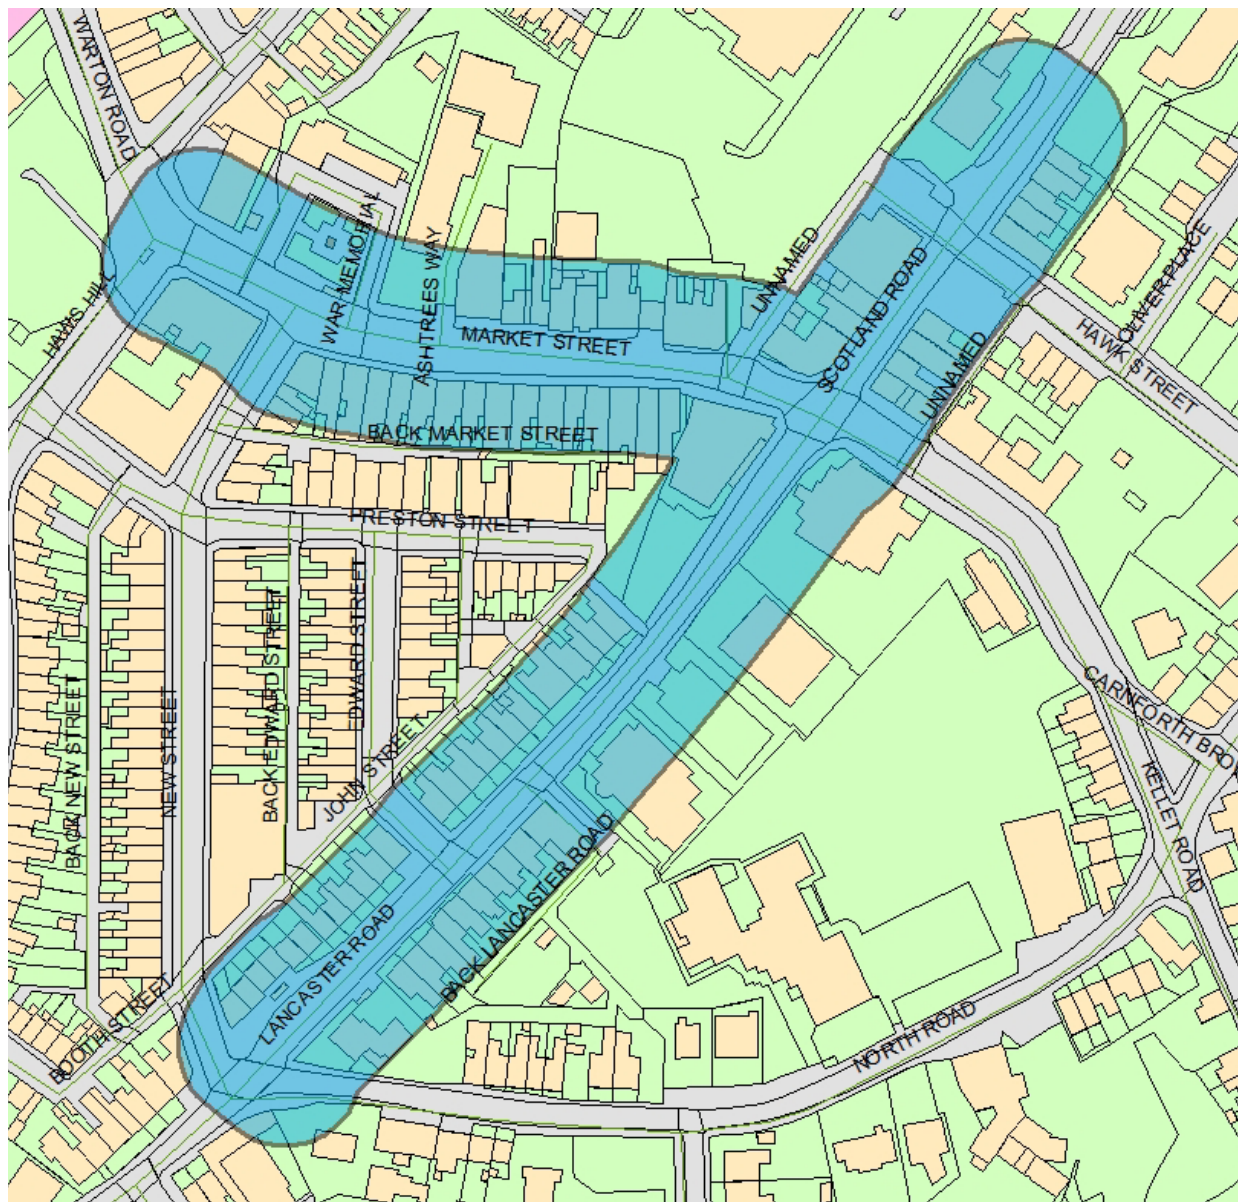 WARTON ROAD
HAWS HILL
WAR MEMORIAL
ASHTREES WAY
MARKET STREET
UNNAMED
SCOTLAND ROAD
UNNAMED
OLIVER PLACE
HAWK STREET
BACK MARKET STREET
PRESTON STREET
BACK NEW STREET
NEW STREET
BACK EDWARD STREET
EDWARD STREET
JOHN STREET
CARNFORTH BRO
KELLET ROAD
BACK LANCASTER ROAD
LANCASTER ROAD
BOOTH STREET
NORTH ROAD